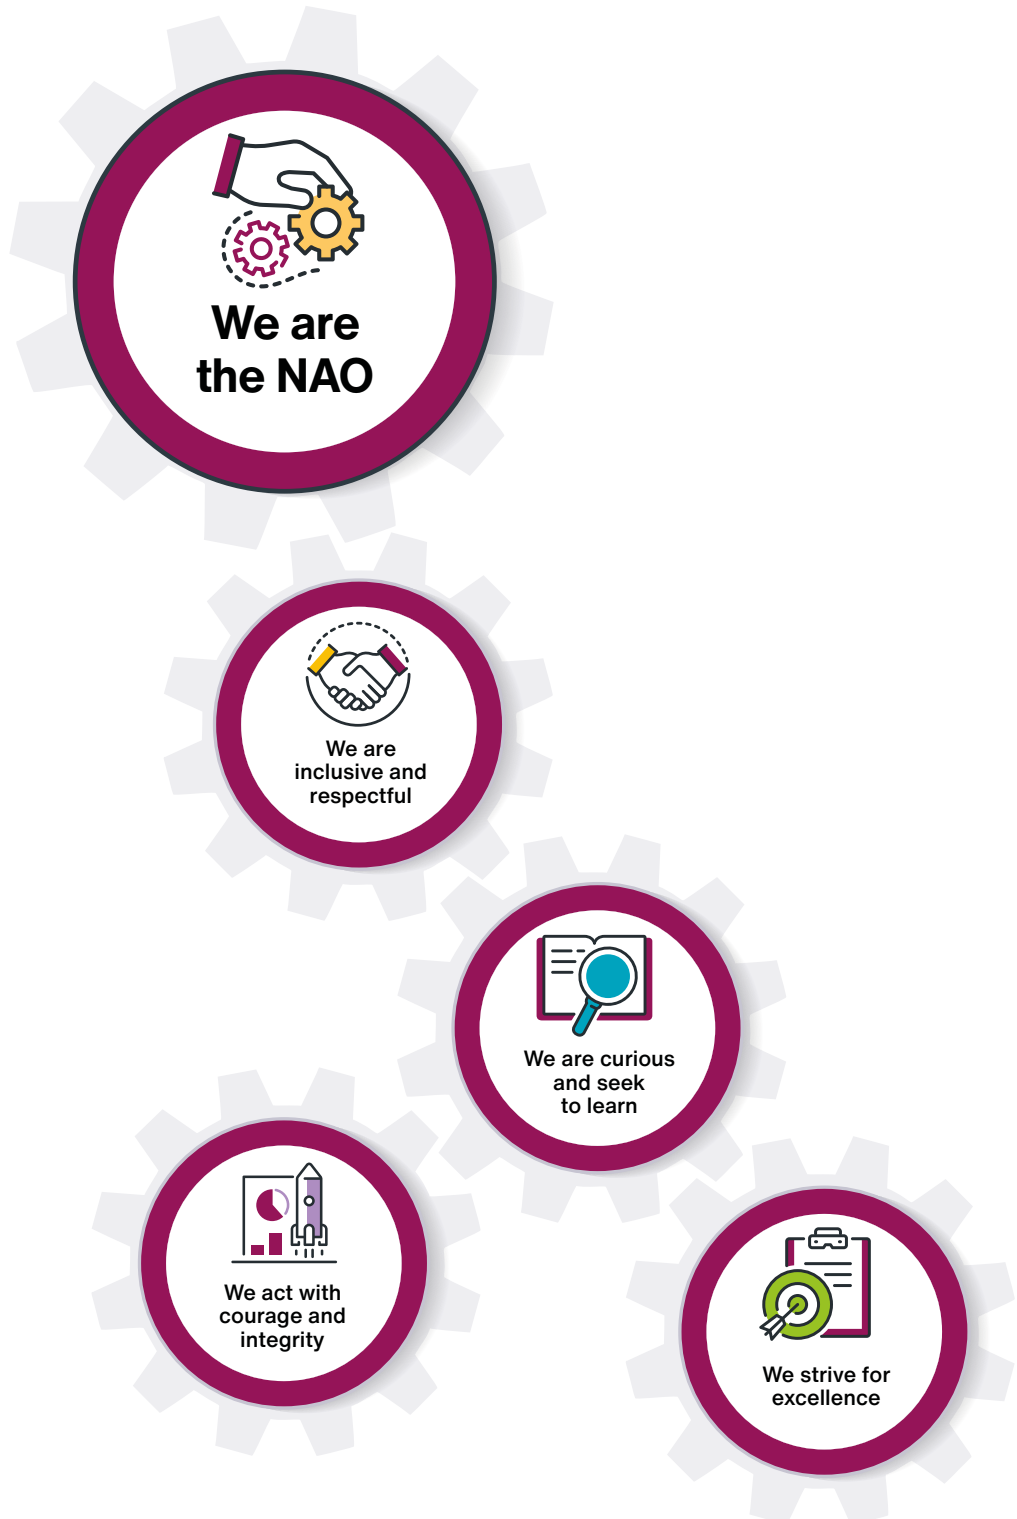 We are
the NAO
We are
inclusive and
respectful
We are curious
and seek
to learn
We act with
courage and
integrity
We strive for
excellence